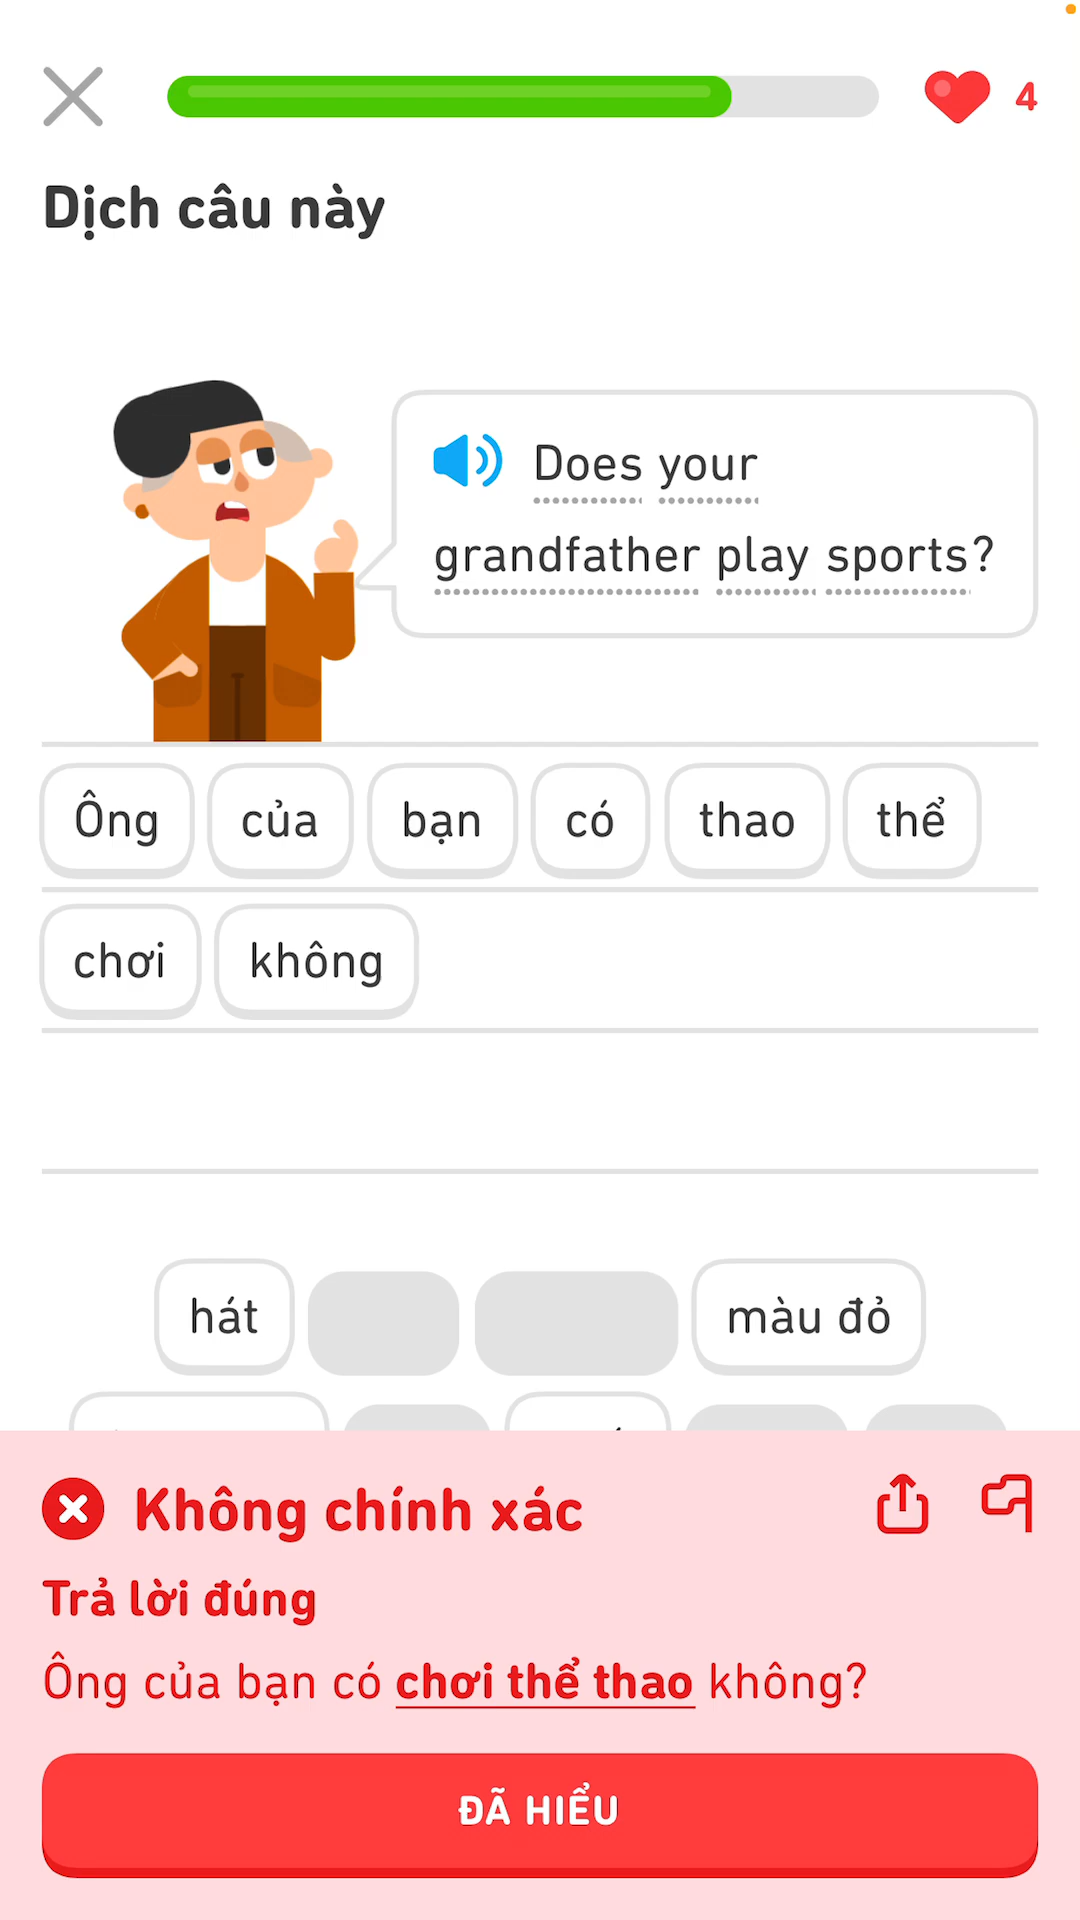 4
Dịch câu này
Does your
grandfather play sports?
Ông của bạn có thao thể
chơi không
hát màu đỏ
Không chính xác
Trả lời đúng
Ông của bạn có chơi thể thao không?
ĐÃ HIỂU